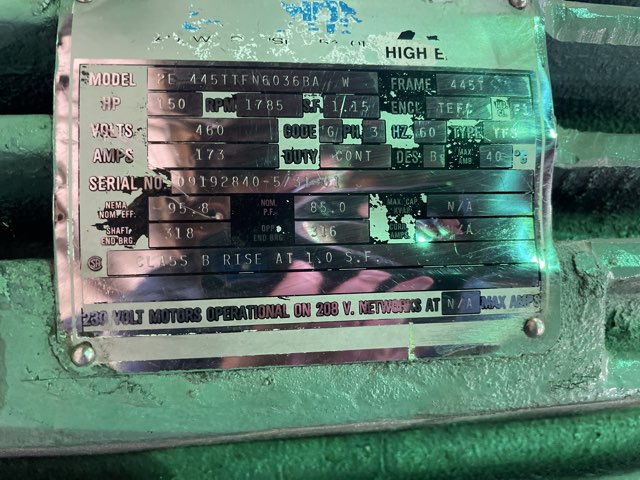 HIGH E
MODEL PE 445TTFN6036BA W FRAME 445T
HP 150 RPM 1785 S.F. 1.15 ENCL TEFC
VOLTS 460 CODE G/PH. 3 HZ 60 TYPE
AMPS 173 DUTY CONT DES B MAX. AMB 40 °C
SERIAL NO.
NEMA NOM. EFF. 95.8 NOM. P.F. 85.0 MAX. CAP. KVAR N/A
SHAFT END BRG. 318 OPP. END BRG. 316 AMPS
CLASS B RISE AT 1.0 S.F.
230 VOLT MOTORS OPERATIONAL ON 208 V. NETWORKS AT N/A MAX AMPS